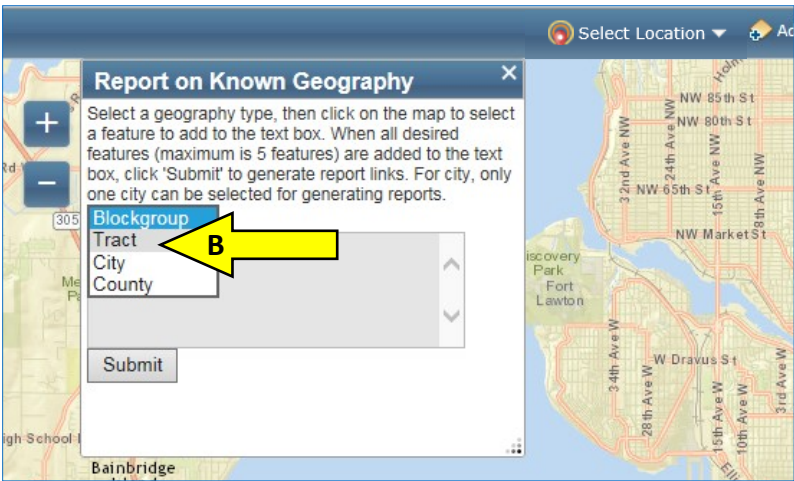 Select Location
Report on Known Geography
Select a geography type, then click on the map to select
a feature to add to the text box. When all desired
features (maximum is 5 features) are added to the text
box, click 'Submit' to generate report links. For city, only
one city can be selected for generating reports.
Blockgroup
Tract
City
County
B
Submit
305
Rd
igh School
Bainbridge
NW 85th St
NW 80th St
32nd Ave NW
24th Ave NW
15th Ave NW
8th Ave NW
NW 65th St
NW Market St
iscovery
Park
Fort
Lawton
W Dravus St
34th Ave W
28th Ave W
15th Ave W
10th Ave W
3rd Ave W